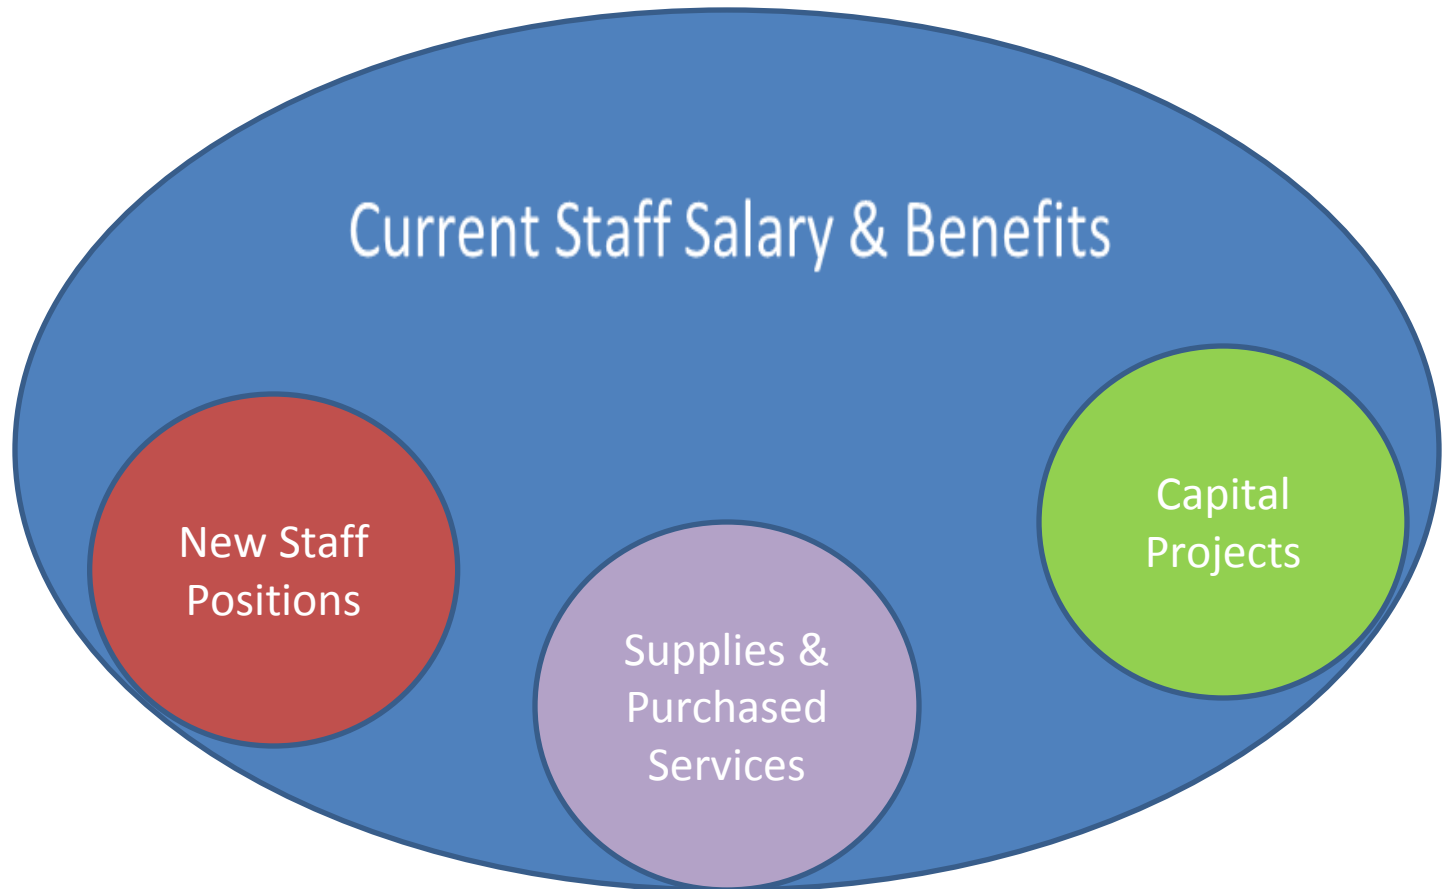 Current Staff Salary & Benefits
New Staff
Positions
Supplies &
Purchased
Services
Capital
Projects